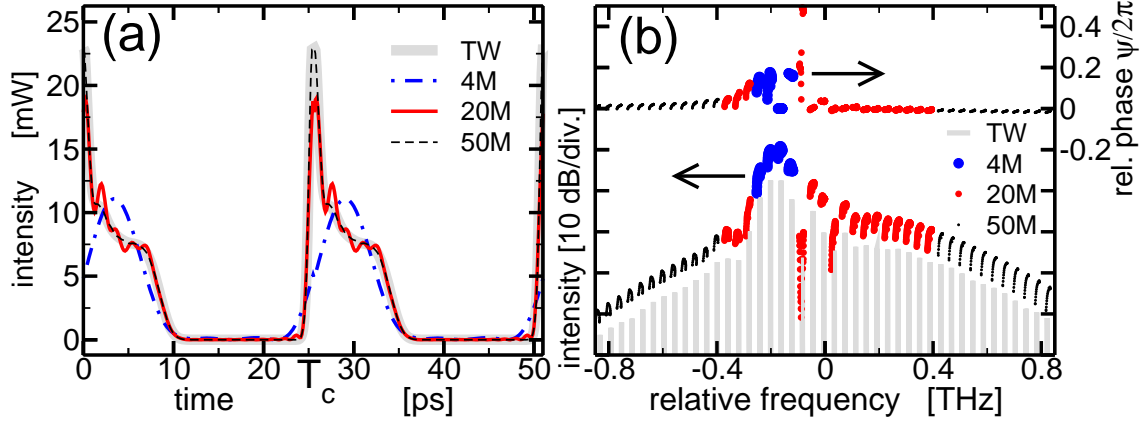 (a)
TW
4M
20M
50M
25
20
15
10
5
0
intensity [mW]
0 10 20 T_c 30 40 50
time [ps]
(b)
0.5
0.2
0
-0.2
rel. phase ψ/2π
TW
4M
20M
50M
intensity [10 dB/div.]
-0.8 -0.4 0 0.4 0.8
relative frequency [THz]